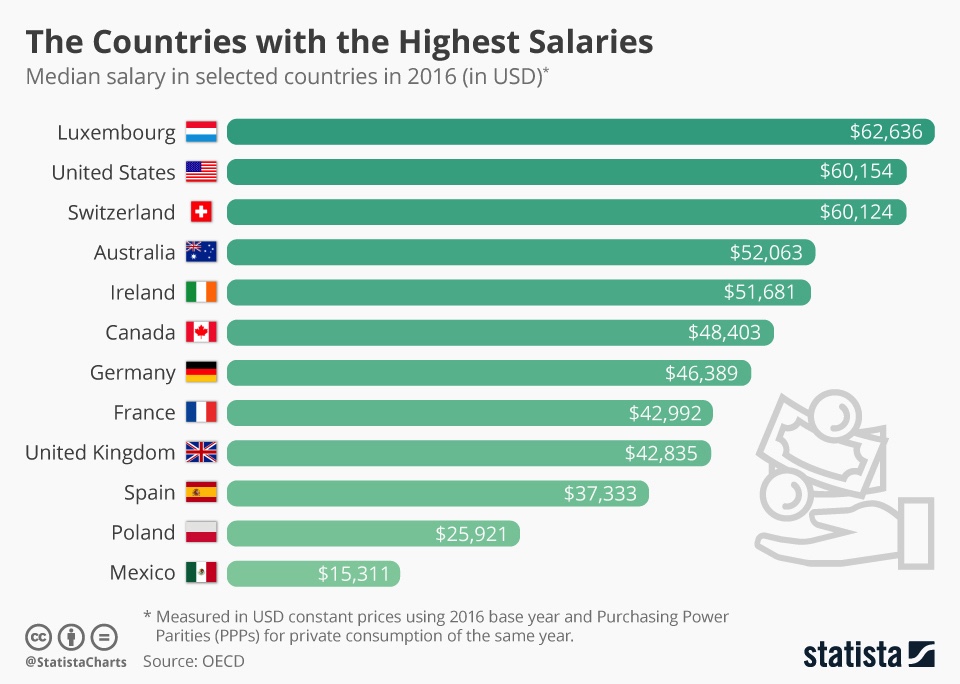 The Countries with the Highest Salaries
Median salary in selected countries in 2016 (in USD)*
Luxembourg $62,636
United States $60,154
Switzerland $60,124
Australia $52,063
Ireland $51,681
Canada $48,403
Germany $46,389
France $42,992
United Kingdom $42,835
Spain $37,333
Poland $25,921
Mexico $15,311
* Measured in USD constant prices using 2016 base year and Purchasing Power
Parities (PPPs) for private consumption of the same year.
cc
@StatistaCharts Source: OECD
statista